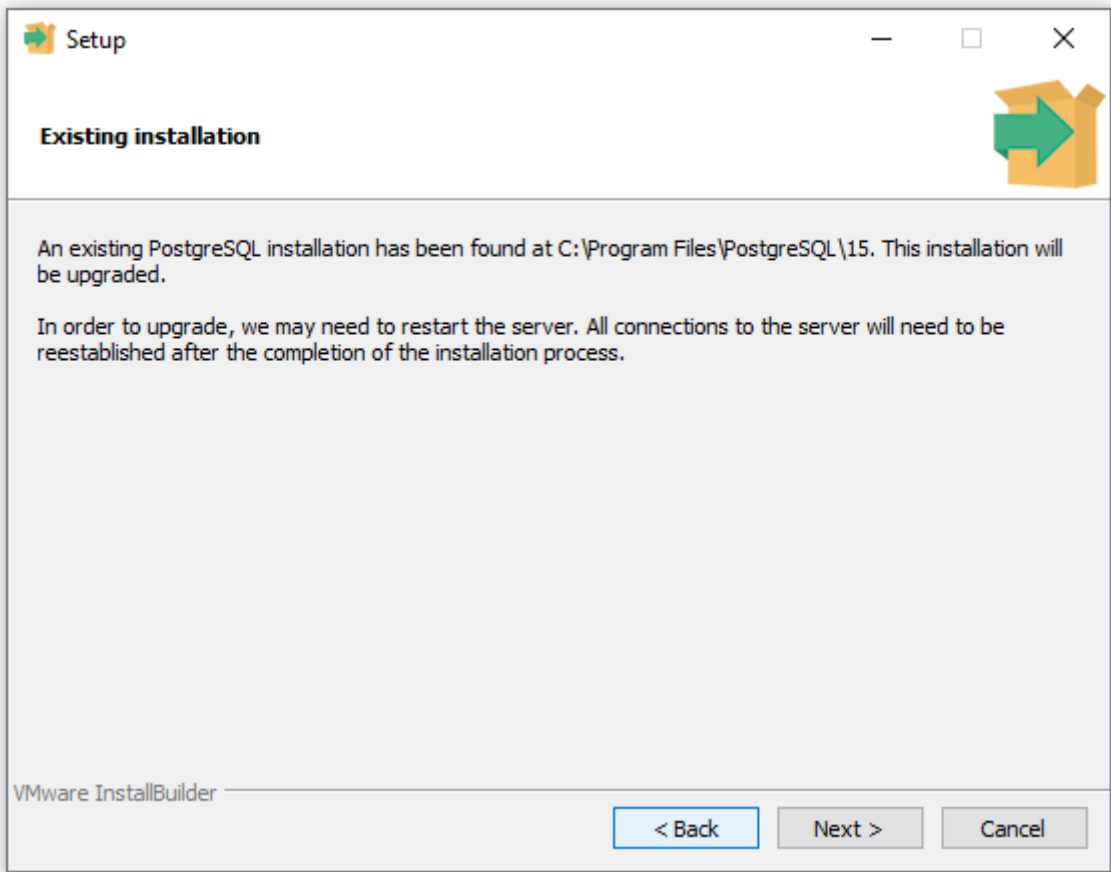 Setup
Existing installation
An existing PostgreSQL installation has been found at C:\Program Files\PostgreSQL\15. This installation will
be upgraded.
In order to upgrade, we may need to restart the server. All connections to the server will need to be
reestablished after the completion of the installation process.
VMware InstallBuilder
< Back
Next >
Cancel